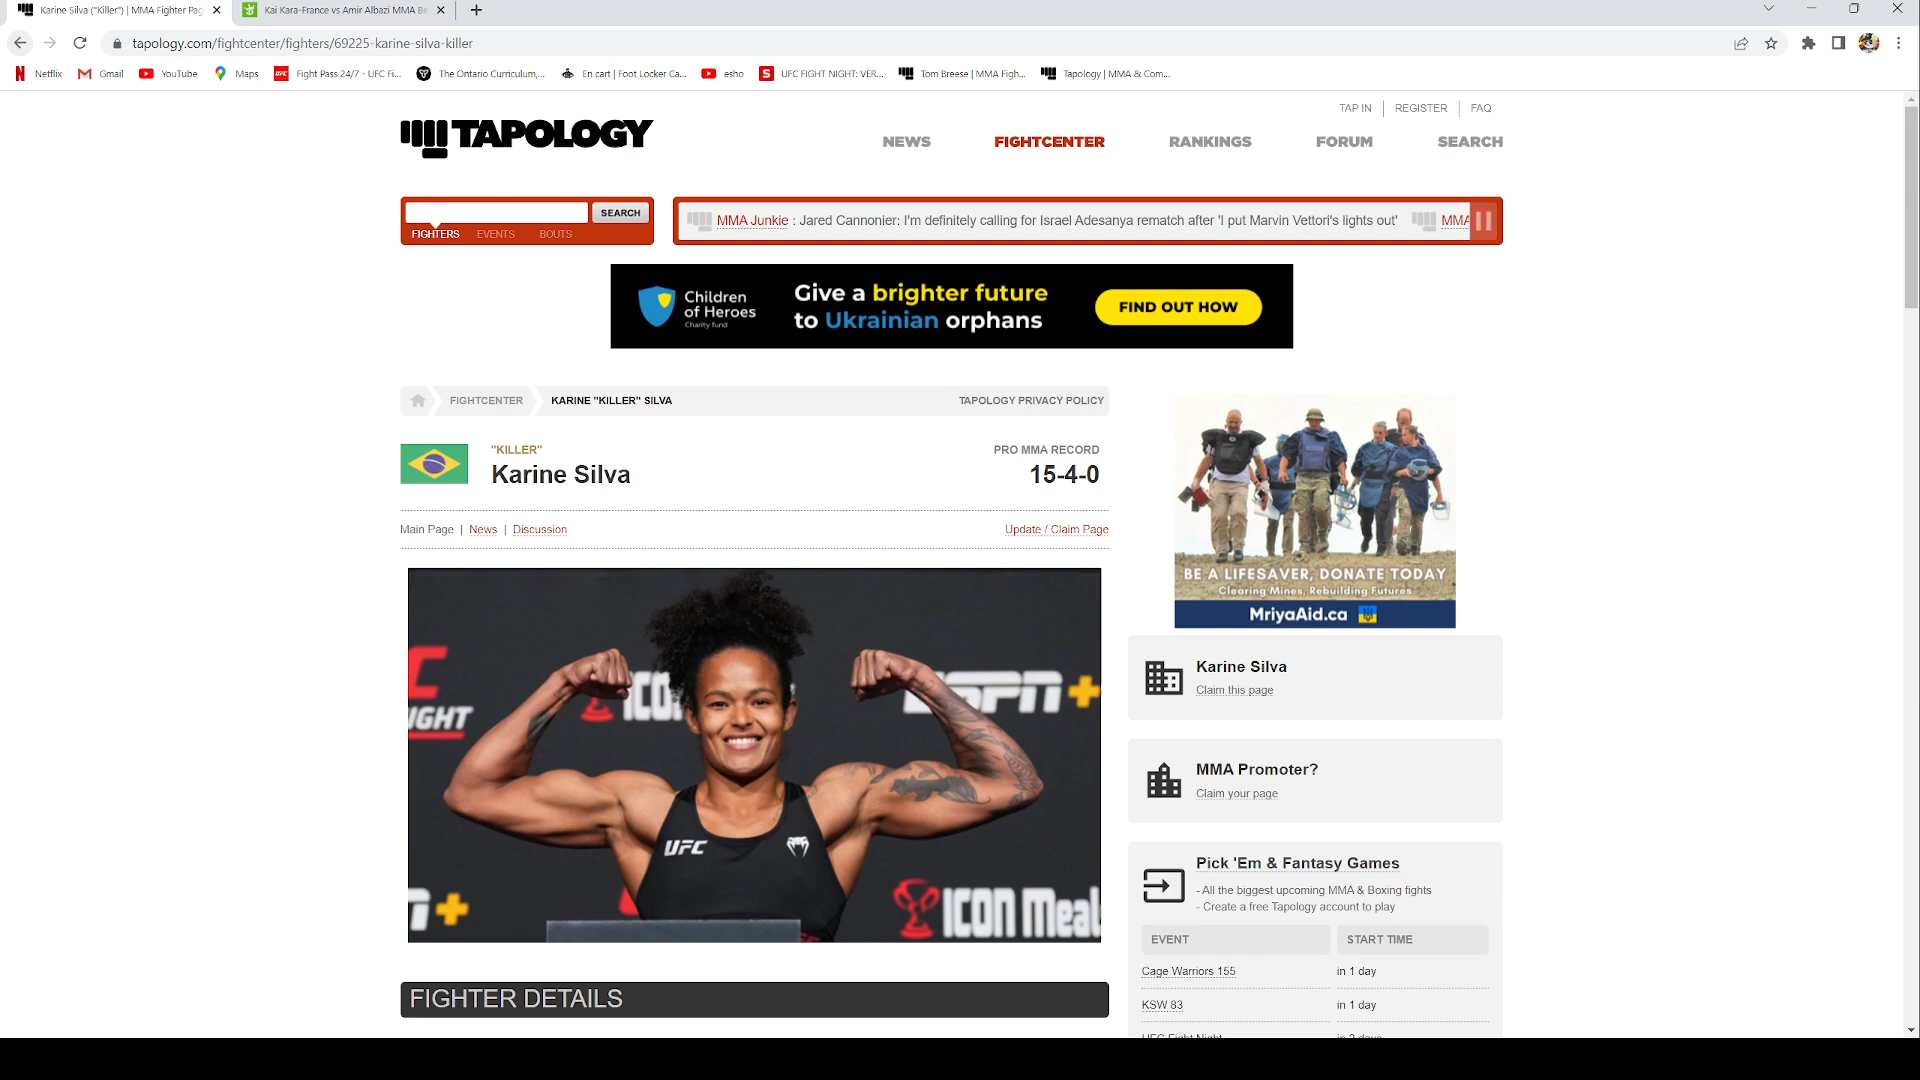 Karine Silva ("Killer") | MMA Fighter Pag
Kai Kara-France vs Amir Albazi MMA Be
tapology.com/fightcenter/fighters/69225-karine-silva-killer
Netflix
Gmail
YouTube
Maps
Fight Pass 24/7 - UFC Fi...
The Ontario Curriculum,...
En cart | Foot Locker Ca...
esho
UFC FIGHT NIGHT: VER...
Tom Breese | MMA Figh...
Tapology | MMA & Com...
TAP IN
REGISTER
FAQ
TAPOLOGY
NEWS
FIGHTCENTER
RANKINGS
FORUM
SEARCH
SEARCH
FIGHTERS
EVENTS
BOUTS
MMA Junkie : Jared Cannonier: I'm definitely calling for Israel Adesanya rematch after 'I put Marvin Vettori's lights out'
MMA
Children
of Heroes
Charity fund
Give a brighter future
to Ukrainian orphans
FIND OUT HOW
FIGHTCENTER
KARINE "KILLER" SILVA
TAPOLOGY PRIVACY POLICY
"KILLER"
Karine Silva
PRO MMA RECORD
15-4-0
Main Page | News | Discussion
Update / Claim Page
C
IGHT
ICO
ESPN+
UFC
+
ICON Meal
FIGHTER DETAILS
BE A LIFESAVER, DONATE TODAY
Clearing Mines, Rebuilding Futures
MriyaAid.ca
Karine Silva
Claim this page
MMA Promoter?
Claim your page
Pick 'Em & Fantasy Games
- All the biggest upcoming MMA & Boxing fights
- Create a free Tapology account to play
EVENT
START TIME
Cage Warriors 155
in 1 day
KSW 83
in 1 day
UFC Fight Night